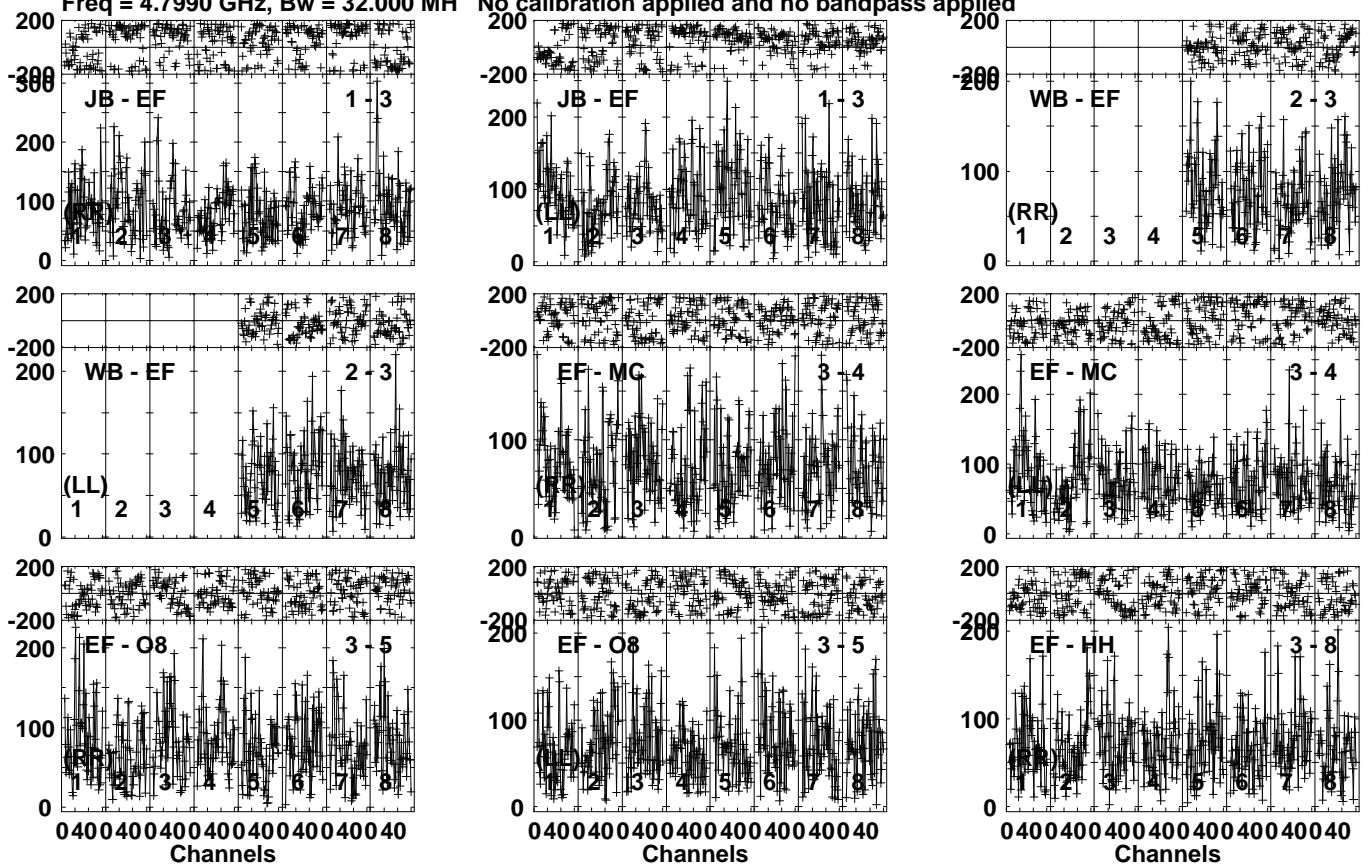 Freq = 4.7990 GHz, Bw = 32.000 MH No calibration applied and no bandpass applied
200
-200
300
JB - EF 1 - 3
200
100
(RR)
1 2 3 4 5 6 7 8
0
200
-200
JB - EF 1 - 3
200
100
(LL)
1 2 3 4 5 6 7 8
0
200
-200
200
WB - EF 2 - 3
100
(RR)
1 2 3 4 5 6 7 8
0
200
-200
200
WB - EF 2 - 3
100
(LL)
1 2 3 4 5 6 7 8
0
200
-200
EF - MC 3 - 4
100
(RR)
1 2 3 4 5 6 7 8
0
200
-200
EF - MC 3 - 4
200
100
(LL)
1 2 3 4 5 6 7 8
0
200
-200
EF - O8 3 - 5
200
100
(RR)
1 2 3 4 5 6 7 8
0
0 40 0 40 0 40 0 40 0 40 0 40 0 40 0 40
Channels
200
-200
200
EF - O8 3 - 5
100
(LL)
1 2 3 4 5 6 7 8
0
0 40 0 40 0 40 0 40 0 40 0 40 0 40 0 40
Channels
200
-200
200
EF - HH 3 - 8
100
(RR)
1 2 3 4 5 6 7 8
0
0 40 0 40 0 40 0 40 0 40 0 40 0 40 0 40
Channels